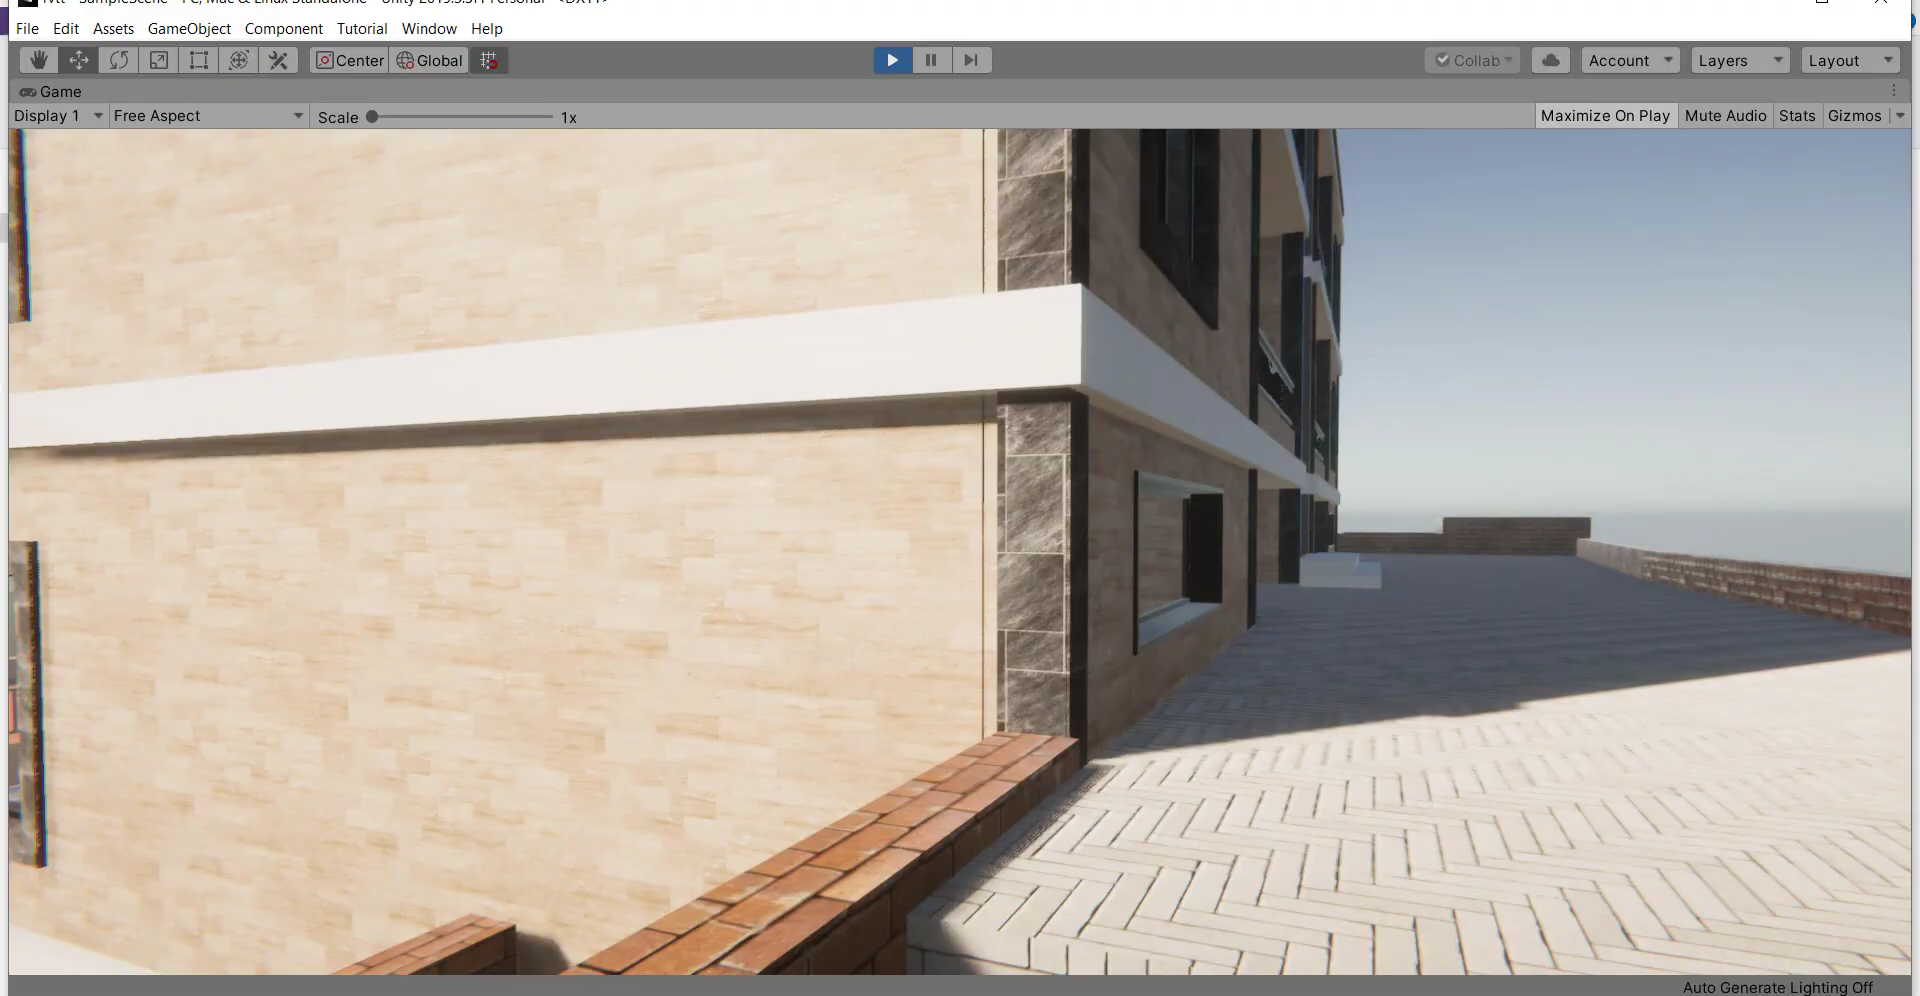 File Edit Assets GameObject Component Tutorial Window Help
Center Global Collab Account Layers Layout
Game
Display 1 Free Aspect Scale 1x Maximize On Play Mute Audio Stats Gizmos
Auto Generate Lighting Off